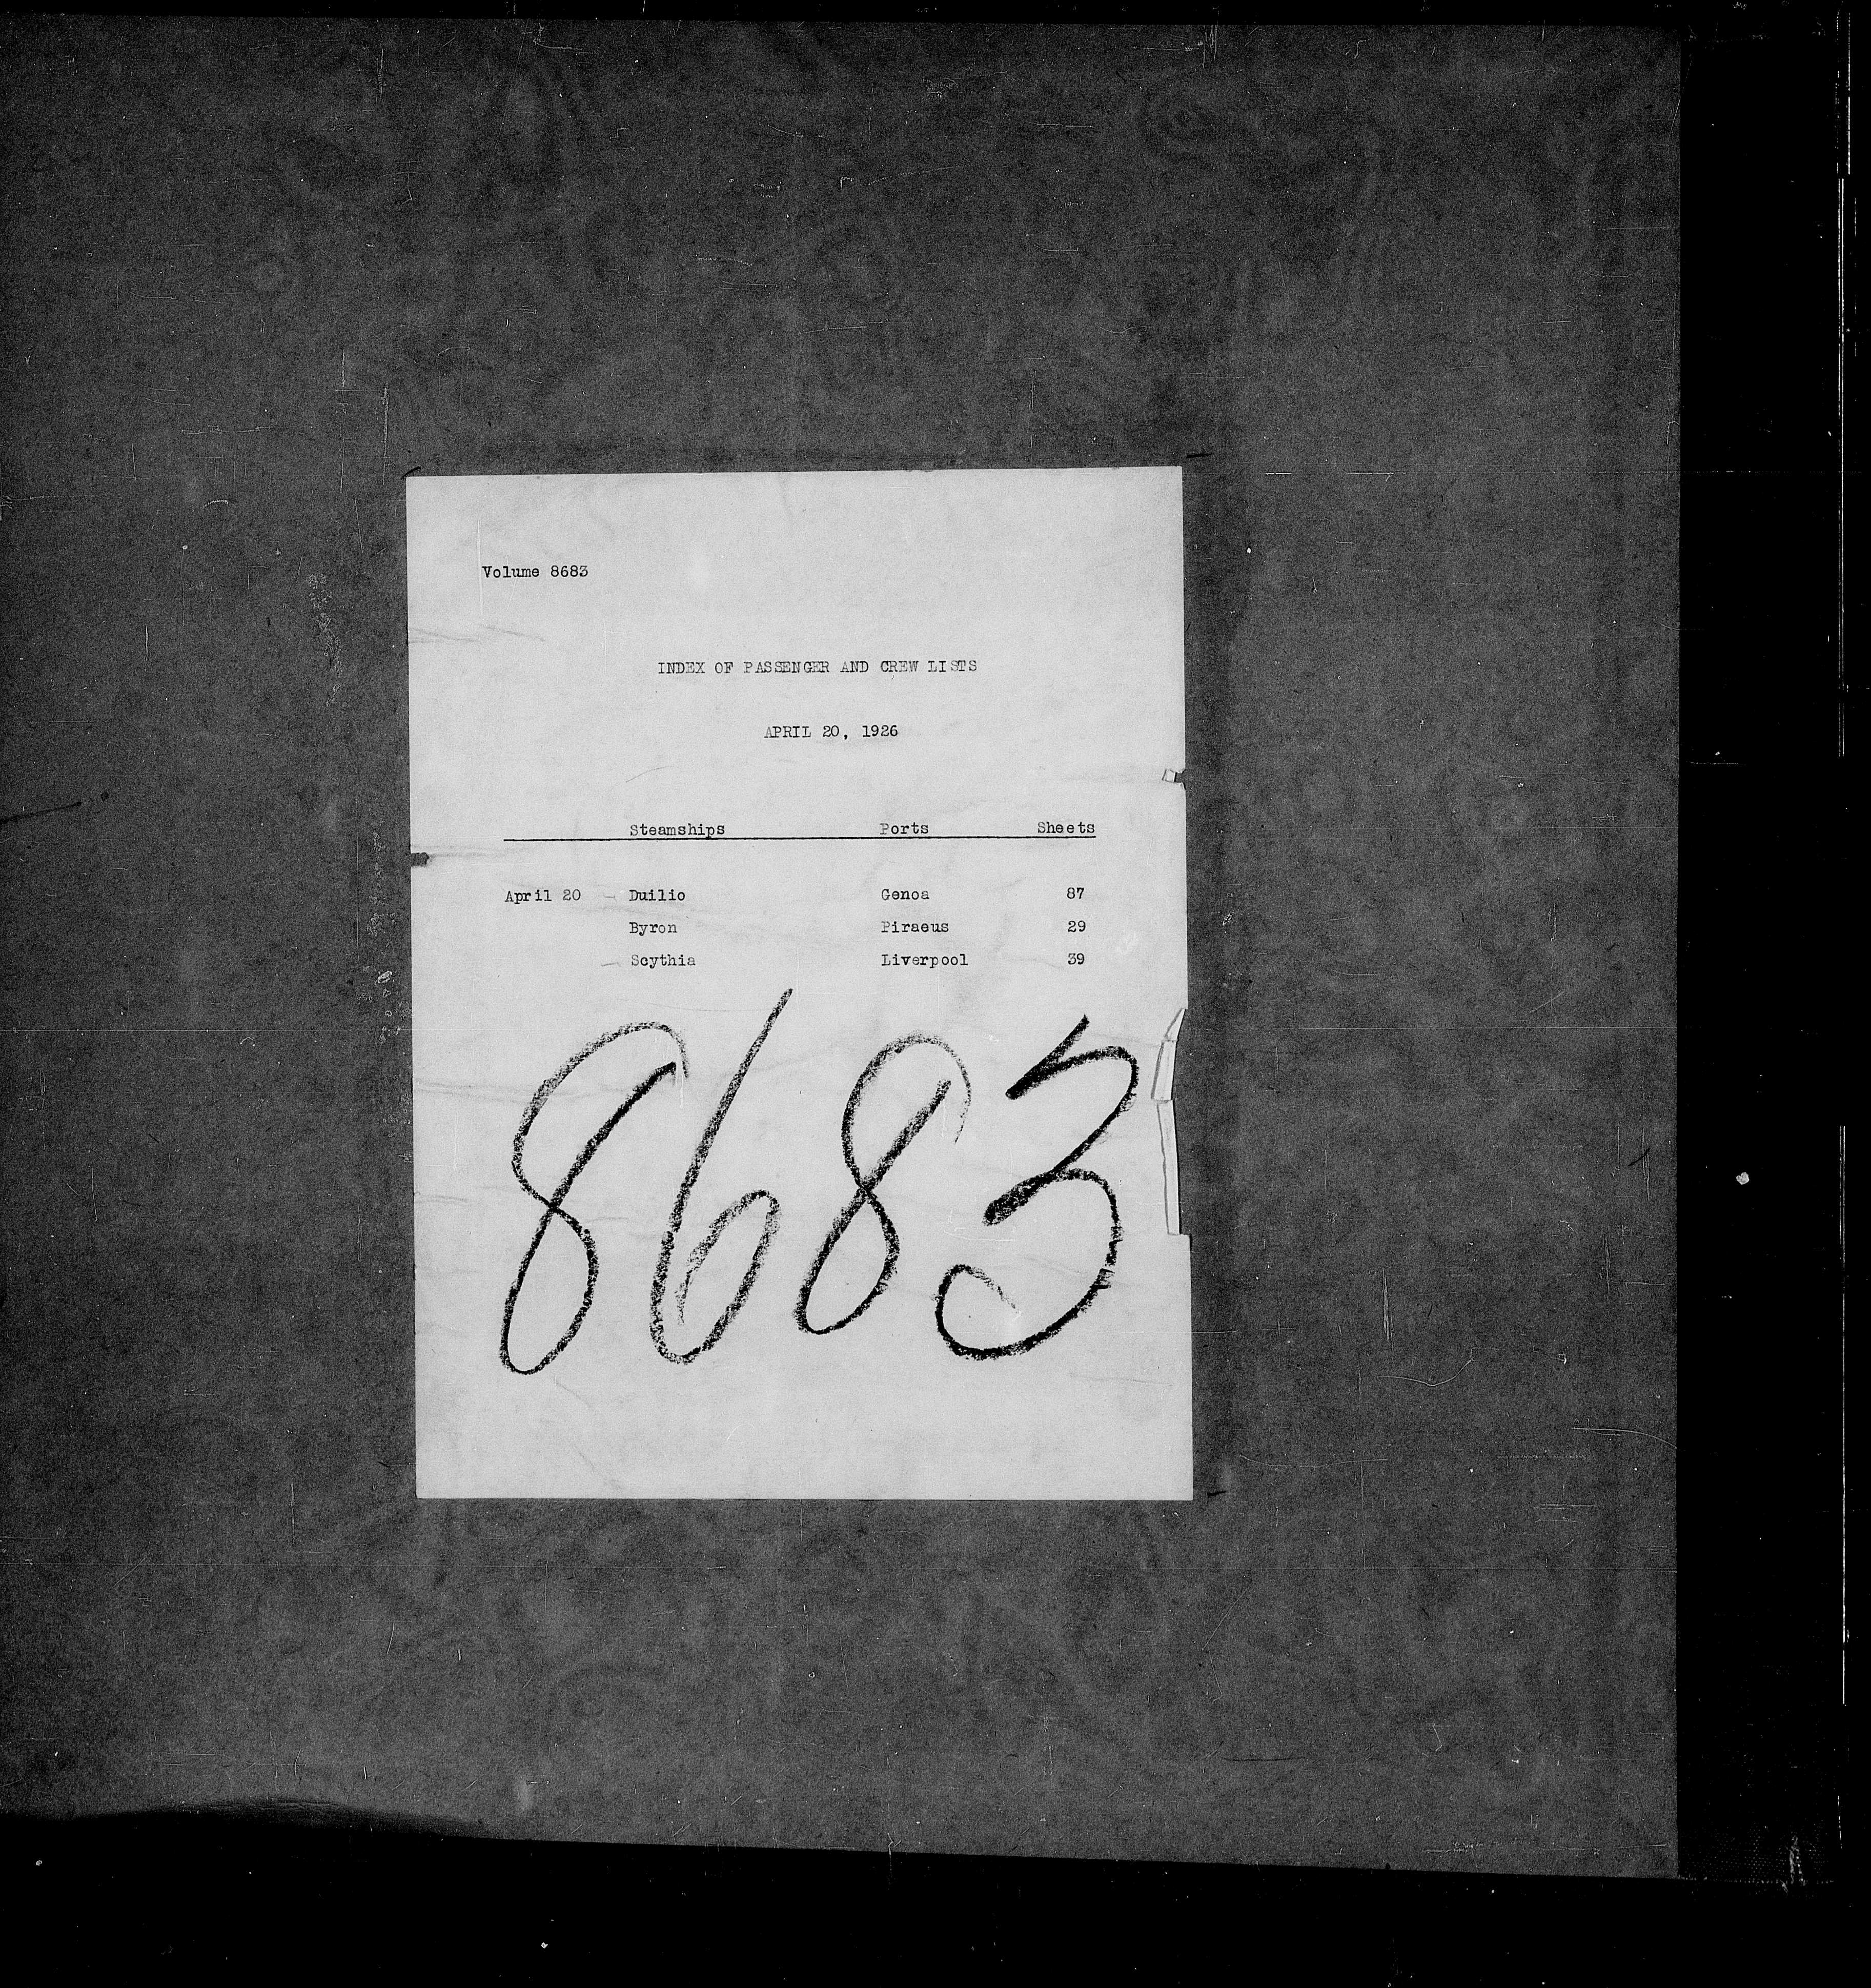 Volume 8683
INDEX OF PASSENGER AND CREW LISTS
APRIL 20, 1926
Steamships Ports Sheets
April 20 - Duilio Genoa 87
Byron Piraeus 29
- Scythia Liverpool 39
8683